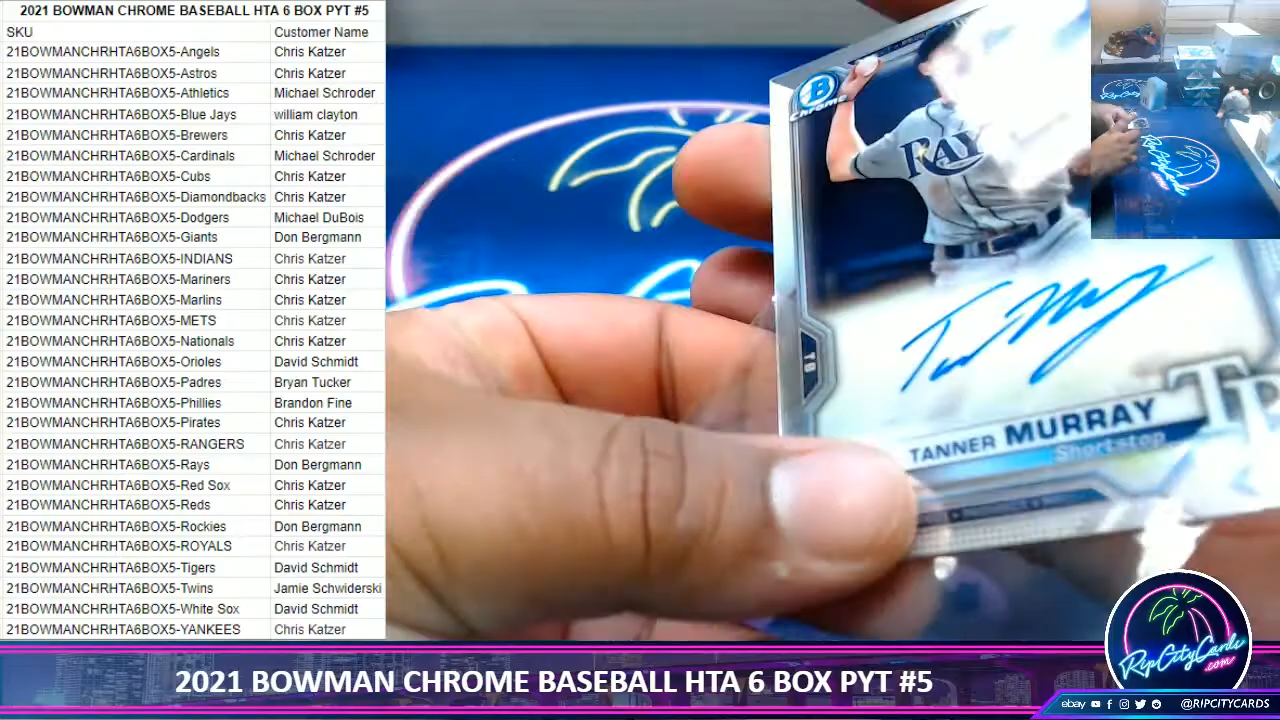 2021 BOWMAN CHROME BASEBALL HTA 6 BOX PYT #5
SKU Customer Name
21BOWMANCHRHTA6BOX5-Angels Chris Katzer
21BOWMANCHRHTA6BOX5-Astros Chris Katzer
21BOWMANCHRHTA6BOX5-Athletics Michael Schroder
21BOWMANCHRHTA6BOX5-Blue Jays william clayton
21BOWMANCHRHTA6BOX5-Brewers Chris Katzer
21BOWMANCHRHTA6BOX5-Cardinals Michael Schroder
21BOWMANCHRHTA6BOX5-Cubs Chris Katzer
21BOWMANCHRHTA6BOX5-Diamondbacks Chris Katzer
21BOWMANCHRHTA6BOX5-Dodgers Michael DuBois
21BOWMANCHRHTA6BOX5-Giants Don Bergmann
21BOWMANCHRHTA6BOX5-INDIANS Chris Katzer
21BOWMANCHRHTA6BOX5-Mariners Chris Katzer
21BOWMANCHRHTA6BOX5-Marlins Chris Katzer
21BOWMANCHRHTA6BOX5-METS Chris Katzer
21BOWMANCHRHTA6BOX5-Nationals Chris Katzer
21BOWMANCHRHTA6BOX5-Orioles David Schmidt
21BOWMANCHRHTA6BOX5-Padres Bryan Tucker
21BOWMANCHRHTA6BOX5-Phillies Brandon Fine
21BOWMANCHRHTA6BOX5-Pirates Chris Katzer
21BOWMANCHRHTA6BOX5-RANGERS Chris Katzer
21BOWMANCHRHTA6BOX5-Rays Don Bergmann
21BOWMANCHRHTA6BOX5-Red Sox Chris Katzer
21BOWMANCHRHTA6BOX5-Reds Chris Katzer
21BOWMANCHRHTA6BOX5-Rockies Don Bergmann
21BOWMANCHRHTA6BOX5-ROYALS Chris Katzer
21BOWMANCHRHTA6BOX5-Tigers David Schmidt
21BOWMANCHRHTA6BOX5-Twins Jamie Schwiderski
21BOWMANCHRHTA6BOX5-White Sox David Schmidt
21BOWMANCHRHTA6BOX5-YANKEES Chris Katzer
B
Chrome
RAY
TB
TANNER MURRAY
Shortstop
RipCityCards
.com
2021 BOWMAN CHROME BASEBALL HTA 6 BOX PYT #5
ebay @RIPCITYCARDS